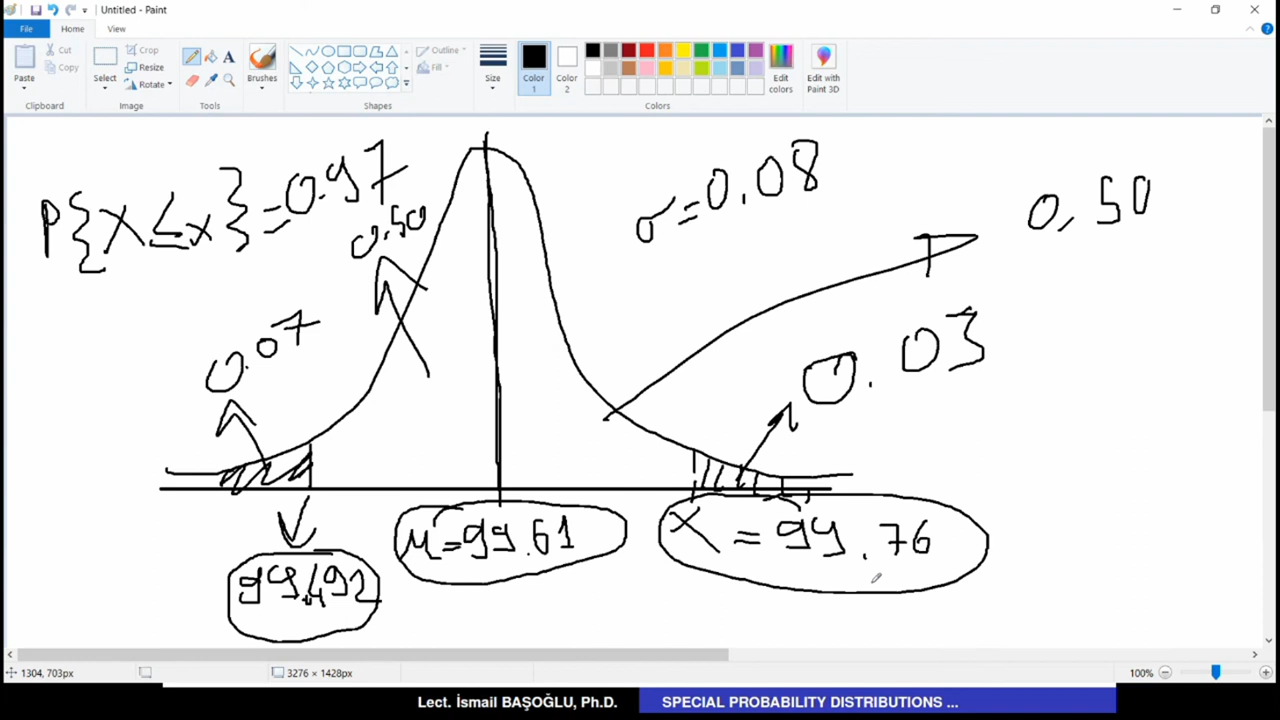 Untitled - Paint
File
Home
View
Paste
Cut
Copy
Clipboard
Select
Crop
Resize
Rotate
Image
Tools
Brushes
Shapes
Outline
Fill
Size
Color 1
Color 2
Edit colors
Colors
Edit with Paint 3D
P{X≤x}=0.97
σ=0.08
0,50
0.50
0.07
0.03
μ=99.61
X=99.76
99.492
1304, 703px
3276 × 1428px
100%
Lect. İsmail BAŞOĞLU, Ph.D.
SPECIAL PROBABILITY DISTRIBUTIONS ...